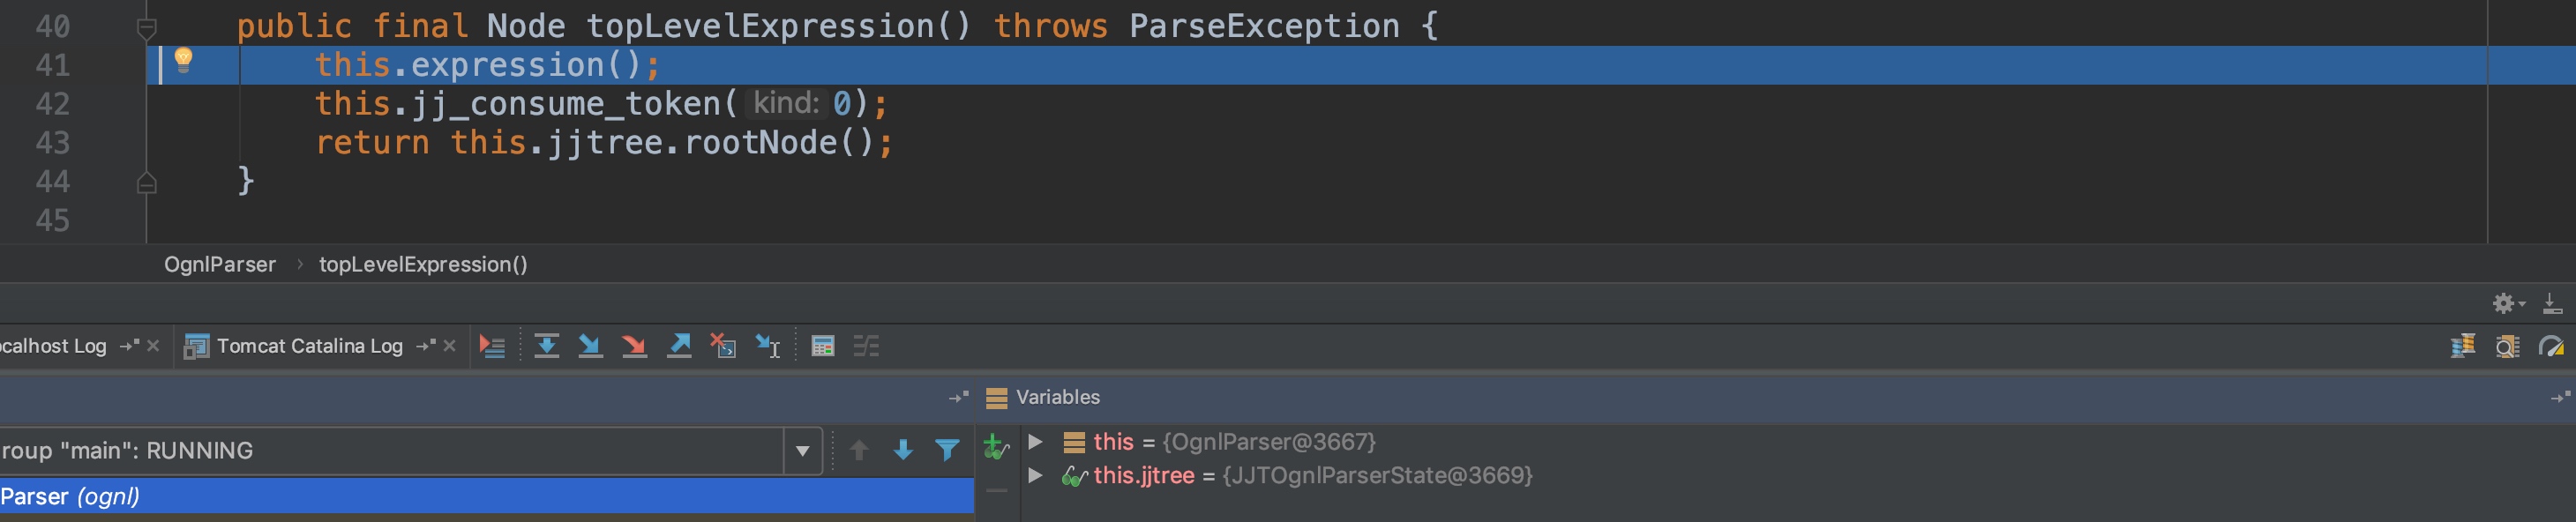 40 public final Node topLevelExpression() throws ParseException {
41 this.expression();
42 this.jj_consume_token( kind: 0);
43 return this.jjtree.rootNode();
44 }
45
OgnlParser › topLevelExpression()
ocalhost Log Tomcat Catalina Log
Variables
roup "main": RUNNING
this = {OgnlParser@3667}
this.jjtree = {JJTOgnlParserState@3669}
Parser (ognl)